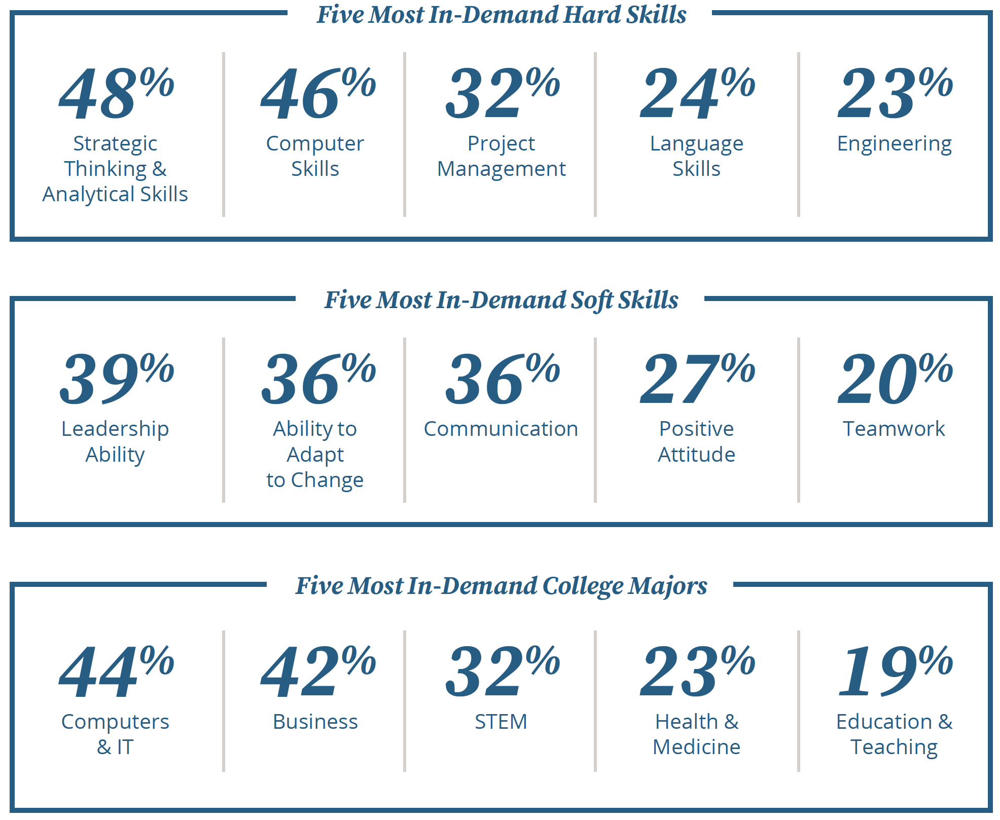 Five Most In-Demand Hard Skills
48%
Strategic
Thinking &
Analytical Skills
46%
Computer
Skills
32%
Project
Management
24%
Language
Skills
23%
Engineering
Five Most In-Demand Soft Skills
39%
Leadership
Ability
36%
Ability to
Adapt
to Change
36%
Communication
27%
Positive
Attitude
20%
Teamwork
Five Most In-Demand College Majors
44%
Computers
& IT
42%
Business
32%
STEM
23%
Health &
Medicine
19%
Education &
Teaching